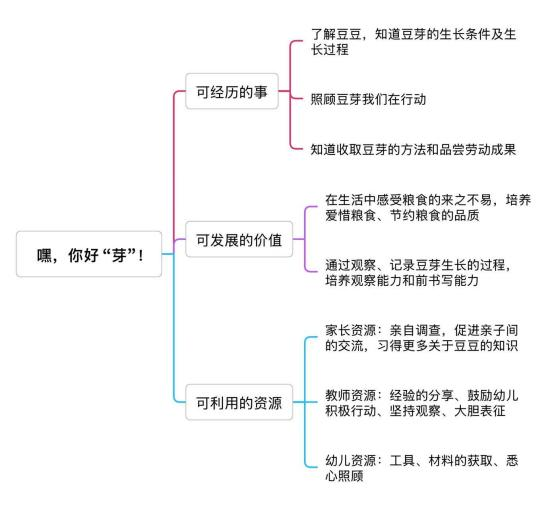 嘿，你好“芽”！
可经历的事
了解豆豆，知道豆芽的生长条件及生
长过程
照顾豆芽我们在行动
知道收取豆芽的方法和品尝劳动成果
可发展的价值
在生活中感受粮食的来之不易，培养
爱惜粮食、节约粮食的品质
通过观察、记录豆芽生长的过程，
培养观察能力和前书写能力
可利用的资源
家长资源：亲自调查，促进亲子间
的交流，习得更多关于豆豆的知识
教师资源：经验的分享、鼓励幼儿
积极行动、坚持观察、大胆表征
幼儿资源：工具、材料的获取、悉
心照顾